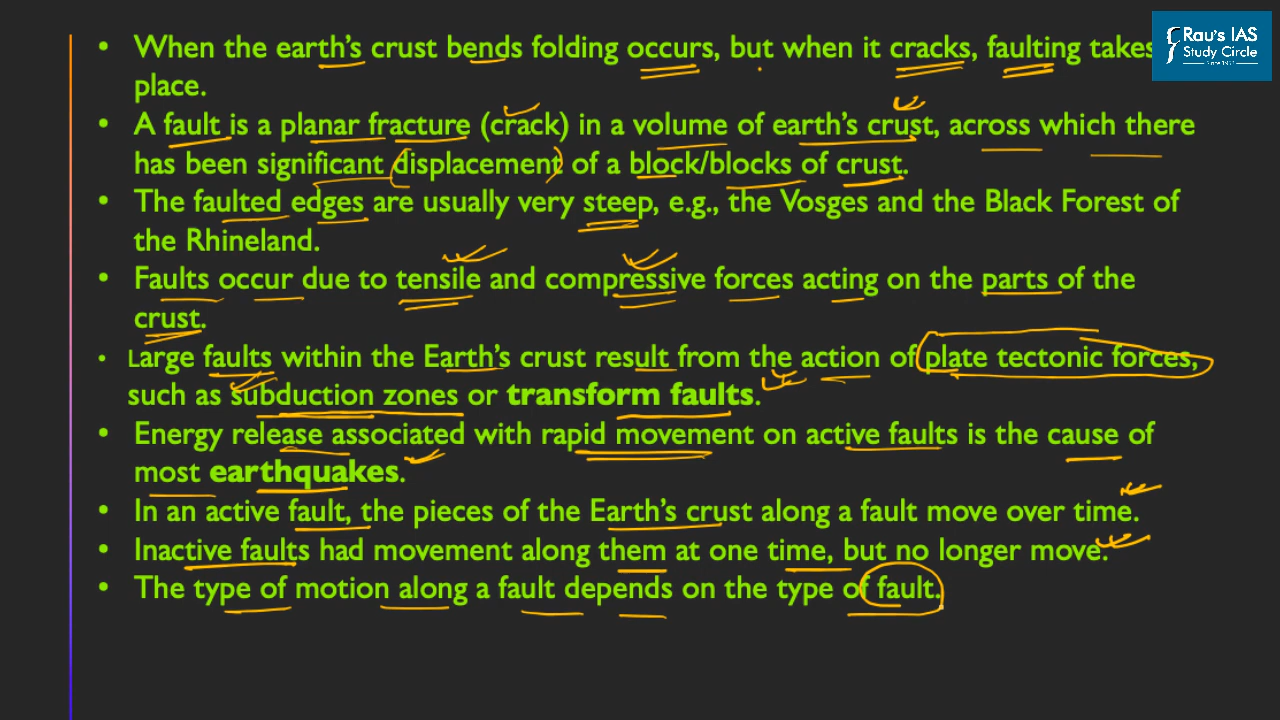 • When the earth's crust bends folding occurs, but when it cracks, faulting takes
place.
• A fault is a planar fracture (crack) in a volume of earth's crust, across which there
has been significant displacement of a block/blocks of crust.
• The faulted edges are usually very steep, e.g., the Vosges and the Black Forest of
the Rhineland.
• Faults occur due to tensile and compressive forces acting on the parts of the
crust.
• Large faults within the Earth's crust result from the action of plate tectonic forces,
such as subduction zones or transform faults.
• Energy release associated with rapid movement on active faults is the cause of
most earthquakes.
• In an active fault, the pieces of the Earth's crust along a fault move over time.
• Inactive faults had movement along them at one time, but no longer move.
• The type of motion along a fault depends on the type of fault.
Rau's IAS
Study Circle
Since 1953